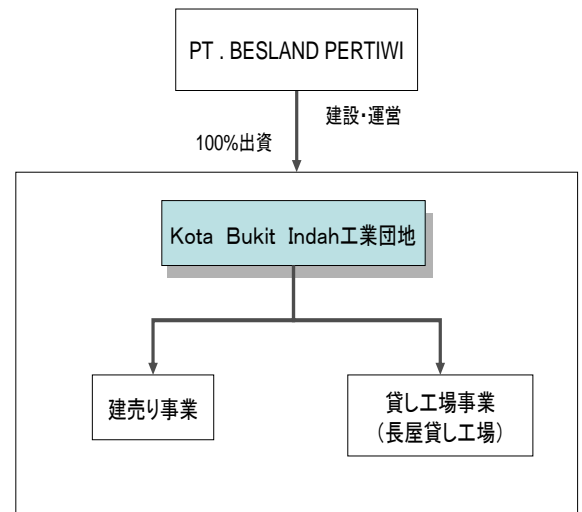 PT . BESLAND PERTIWI
建設・運営
100%出資
Kota Bukit Indah工業団地
建売り事業
貸し工場事業
（長屋貸し工場）